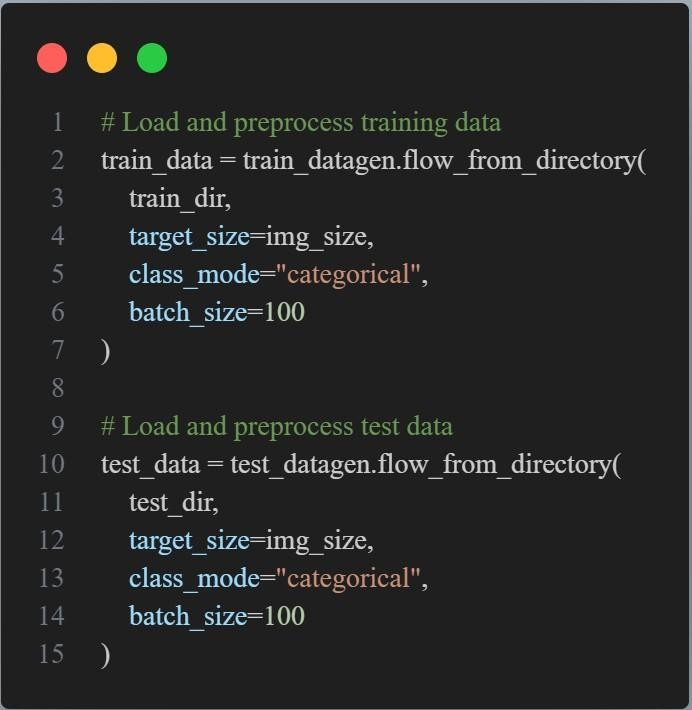 1 # Load and preprocess training data
2 train_data = train_datagen.flow_from_directory(
3     train_dir,
4     target_size=img_size,
5     class_mode="categorical",
6     batch_size=100
7 )
8
9 # Load and preprocess test data
10 test_data = test_datagen.flow_from_directory(
11     test_dir,
12     target_size=img_size,
13     class_mode="categorical",
14     batch_size=100
15 )